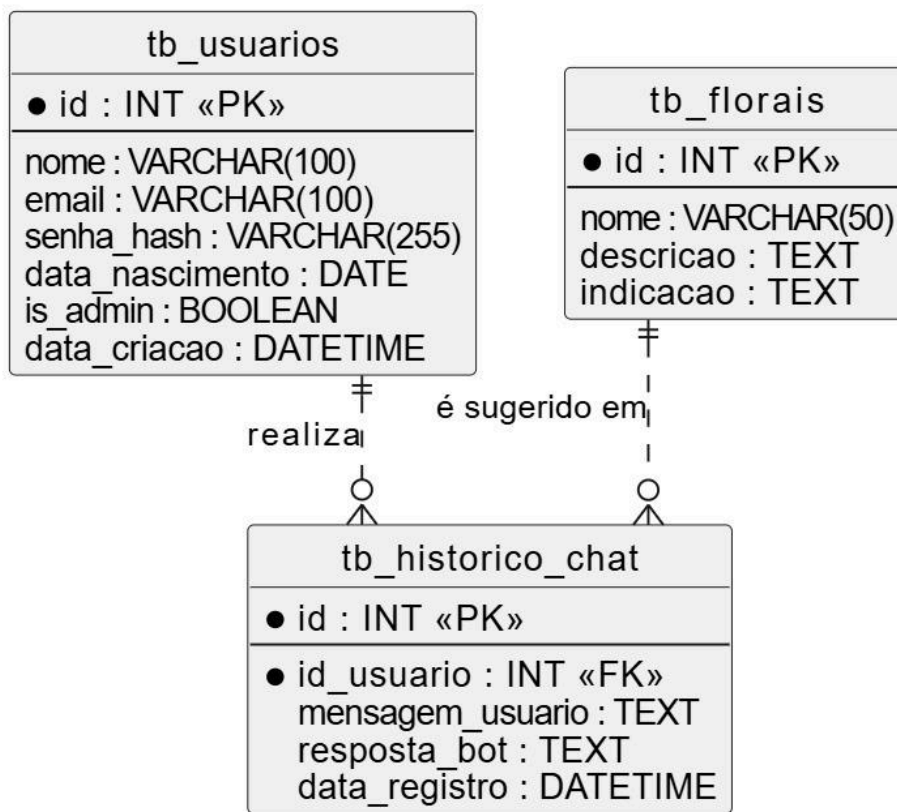 tb_usuarios
● id : INT «PK»
nome : VARCHAR(100)
email : VARCHAR(100)
senha_hash : VARCHAR(255)
data_nascimento : DATE
is_admin : BOOLEAN
data_criacao : DATETIME
tb_florais
● id : INT «PK»
nome : VARCHAR(50)
descricao : TEXT
indicacao : TEXT
realiza
é sugerido em
tb_historico_chat
● id : INT «PK»
● id_usuario : INT «FK»
mensagem_usuario : TEXT
resposta_bot : TEXT
data_registro : DATETIME